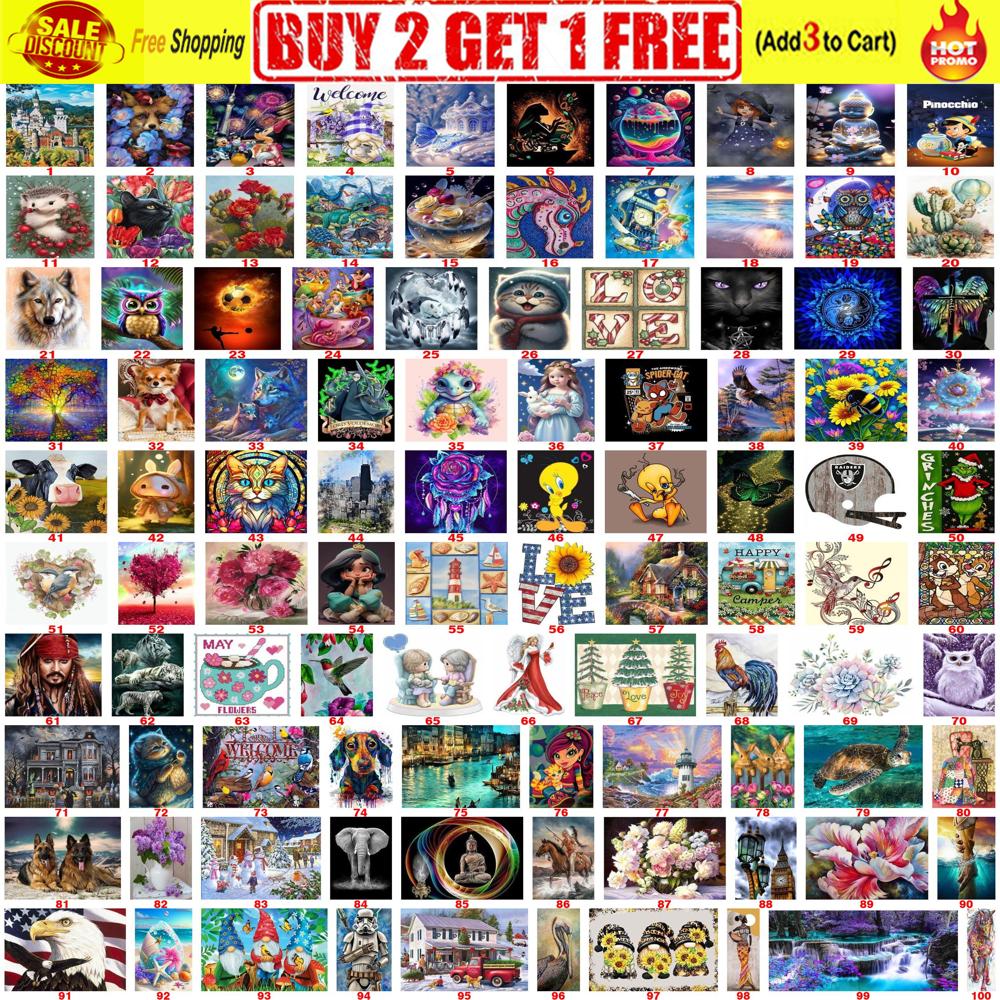 SALE
DISCOUNT
Free Shopping
BUY 2 GET 1 FREE
(Add 3 to Cart)
HOT
PROMO
Welcome
Pinocchio
1 2 3 4 5 6 7 8 9 10
11 12 13 14 15 16 17 18 19 20
LO
VE
21 22 23 24 25 26 27 28 29 30
SPIDER-CAT
31 32 33 34 35 36 37 38 39 40
RAIDERS
GRINCHES
41 42 43 44 45 46 47 48 49 50
LO
VE
HAPPY
Camper
51 52 53 54 55 56 57 58 59 60
MAY
FLOWERS
Peace
Love
Joy
61 62 63 64 65 66 67 68 69 70
WELCOME
71 72 73 74 75 76 77 78 79 80
81 82 83 84 85 86 87 88 89 90
91 92 93 94 95 96 97 98 99 100